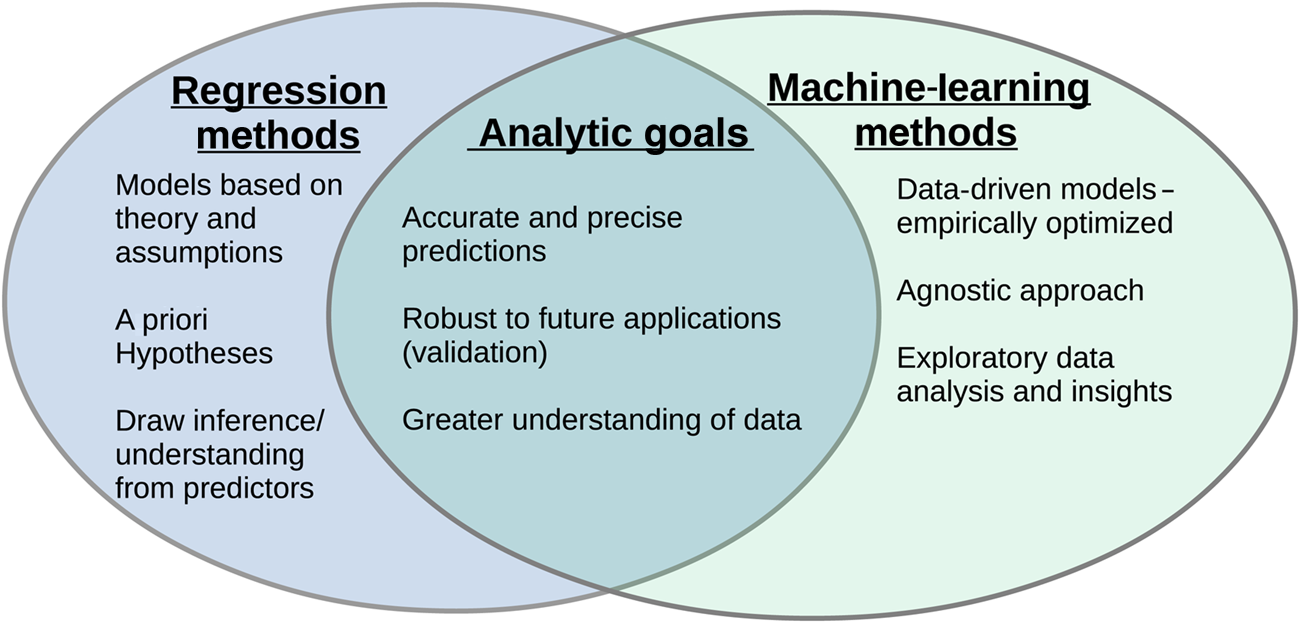 Regression
methods
Models based on
theory and
assumptions
A priori
Hypotheses
Draw inference/
understanding
from predictors
Analytic goals
Accurate and precise
predictions
Robust to future applications
(validation)
Greater understanding of data
Machine-learning
methods
Data-driven models–
empirically optimized
Agnostic approach
Exploratory data
analysis and insights